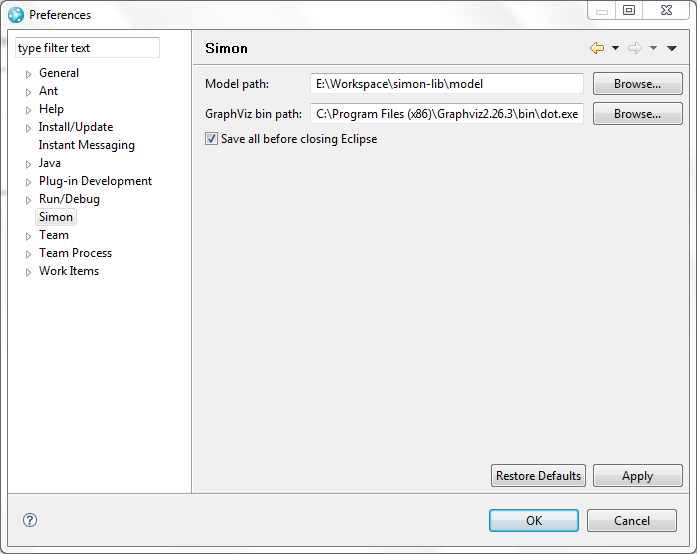 Preferences
type filter text
General
Ant
Help
Install/Update
Instant Messaging
Java
Plug-in Development
Run/Debug
Simon
Team
Team Process
Work Items
Simon
Model path: E:\Workspace\simon-lib\model Browse...
GraphViz bin path: C:\Program Files (x86)\Graphviz2.26.3\bin\dot.exe Browse...
Save all before closing Eclipse
Restore Defaults Apply
? OK Cancel